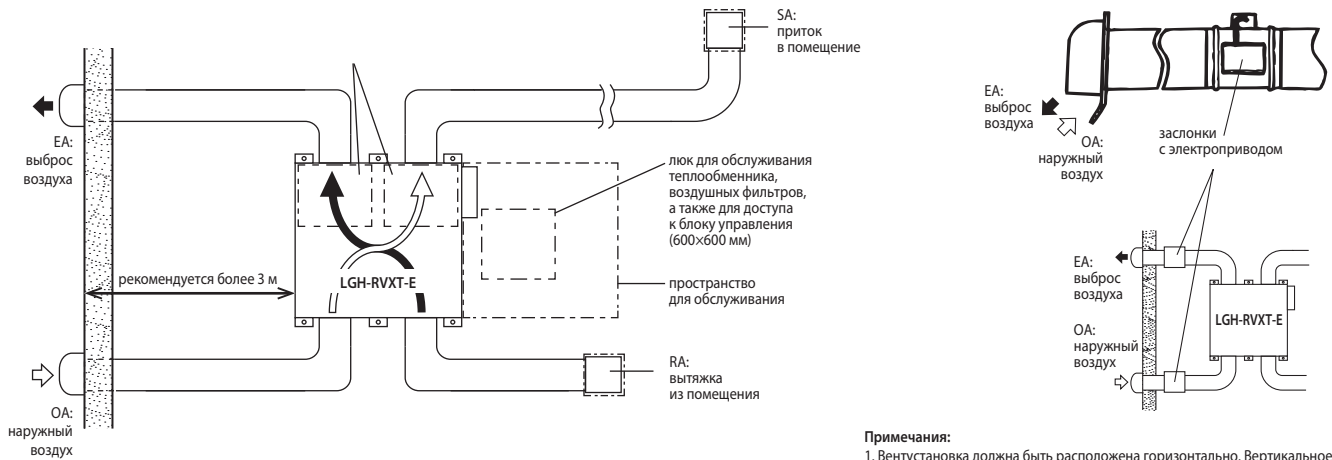 SA:
приток
в помещение
EA:
выброс
воздуха
люк для обслуживания
теплообменника,
воздушных фильтров,
а также для доступа
к блоку управления
(600×600 мм)
рекомендуется более 3 м
LGH-RVXT-E
пространство
для обслуживания
RA:
вытяжка
из помещения
OA:
наружный
воздух
EA:
выброс
воздуха
OA:
наружный
воздух
заслонки
с электроприводом
EA:
выброс
воздуха
LGH-RVXT-E
OA:
наружный
воздух
Примечания:
1. Вентустановка должна быть расположена горизонтально. Вертикальное